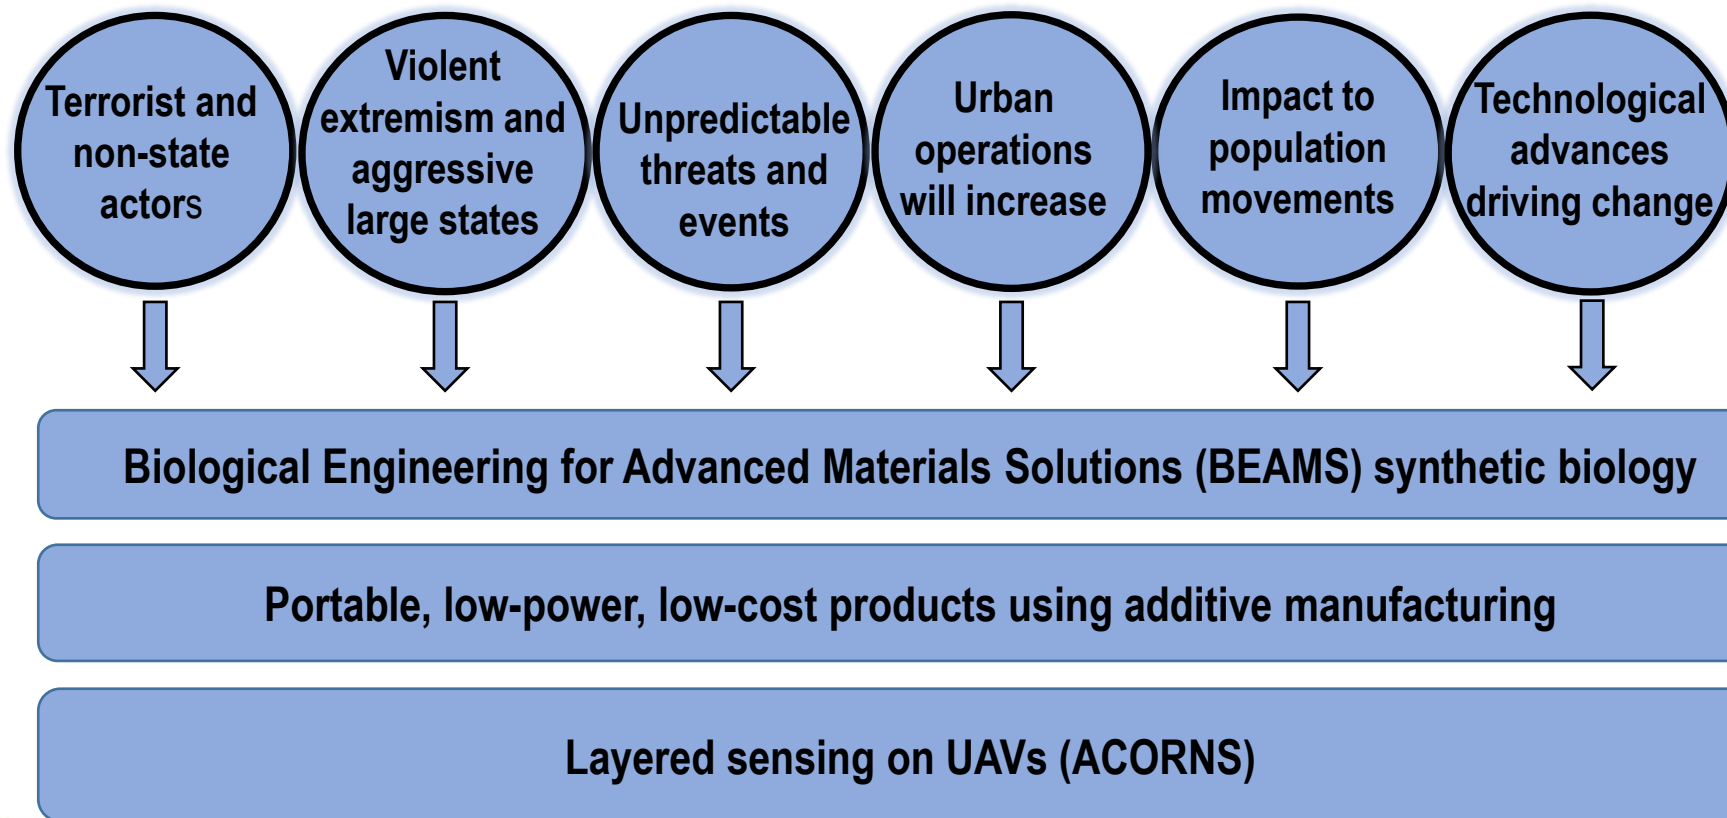 Terrorist and
non-state
actors
Violent
extremism and
aggressive
large states
Unpredictable
threats and
events
Urban
operations
will increase
Impact to
population
movements
Technological
advances
driving change
Biological Engineering for Advanced Materials Solutions (BEAMS) synthetic biology
Portable, low-power, low-cost products using additive manufacturing
Layered sensing on UAVs (ACORNS)